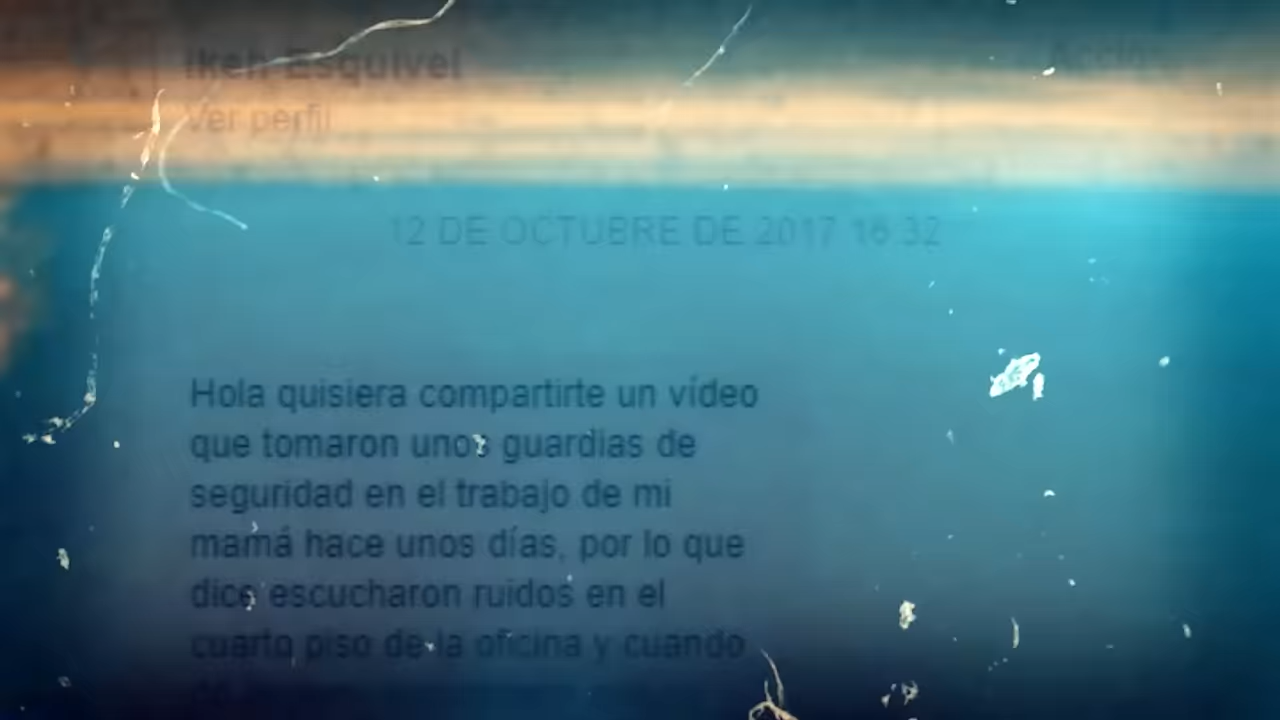 Ikeh Esquivel
Ver perfil
12 DE OCTUBRE DE 2017 16:32
Hola quisiera compartirte un vídeo
que tomaron unos guardias de
seguridad en el trabajo de mi
mamá hace unos días, por lo que
dice escucharon ruidos en el
cuarto piso de la oficina y cuando